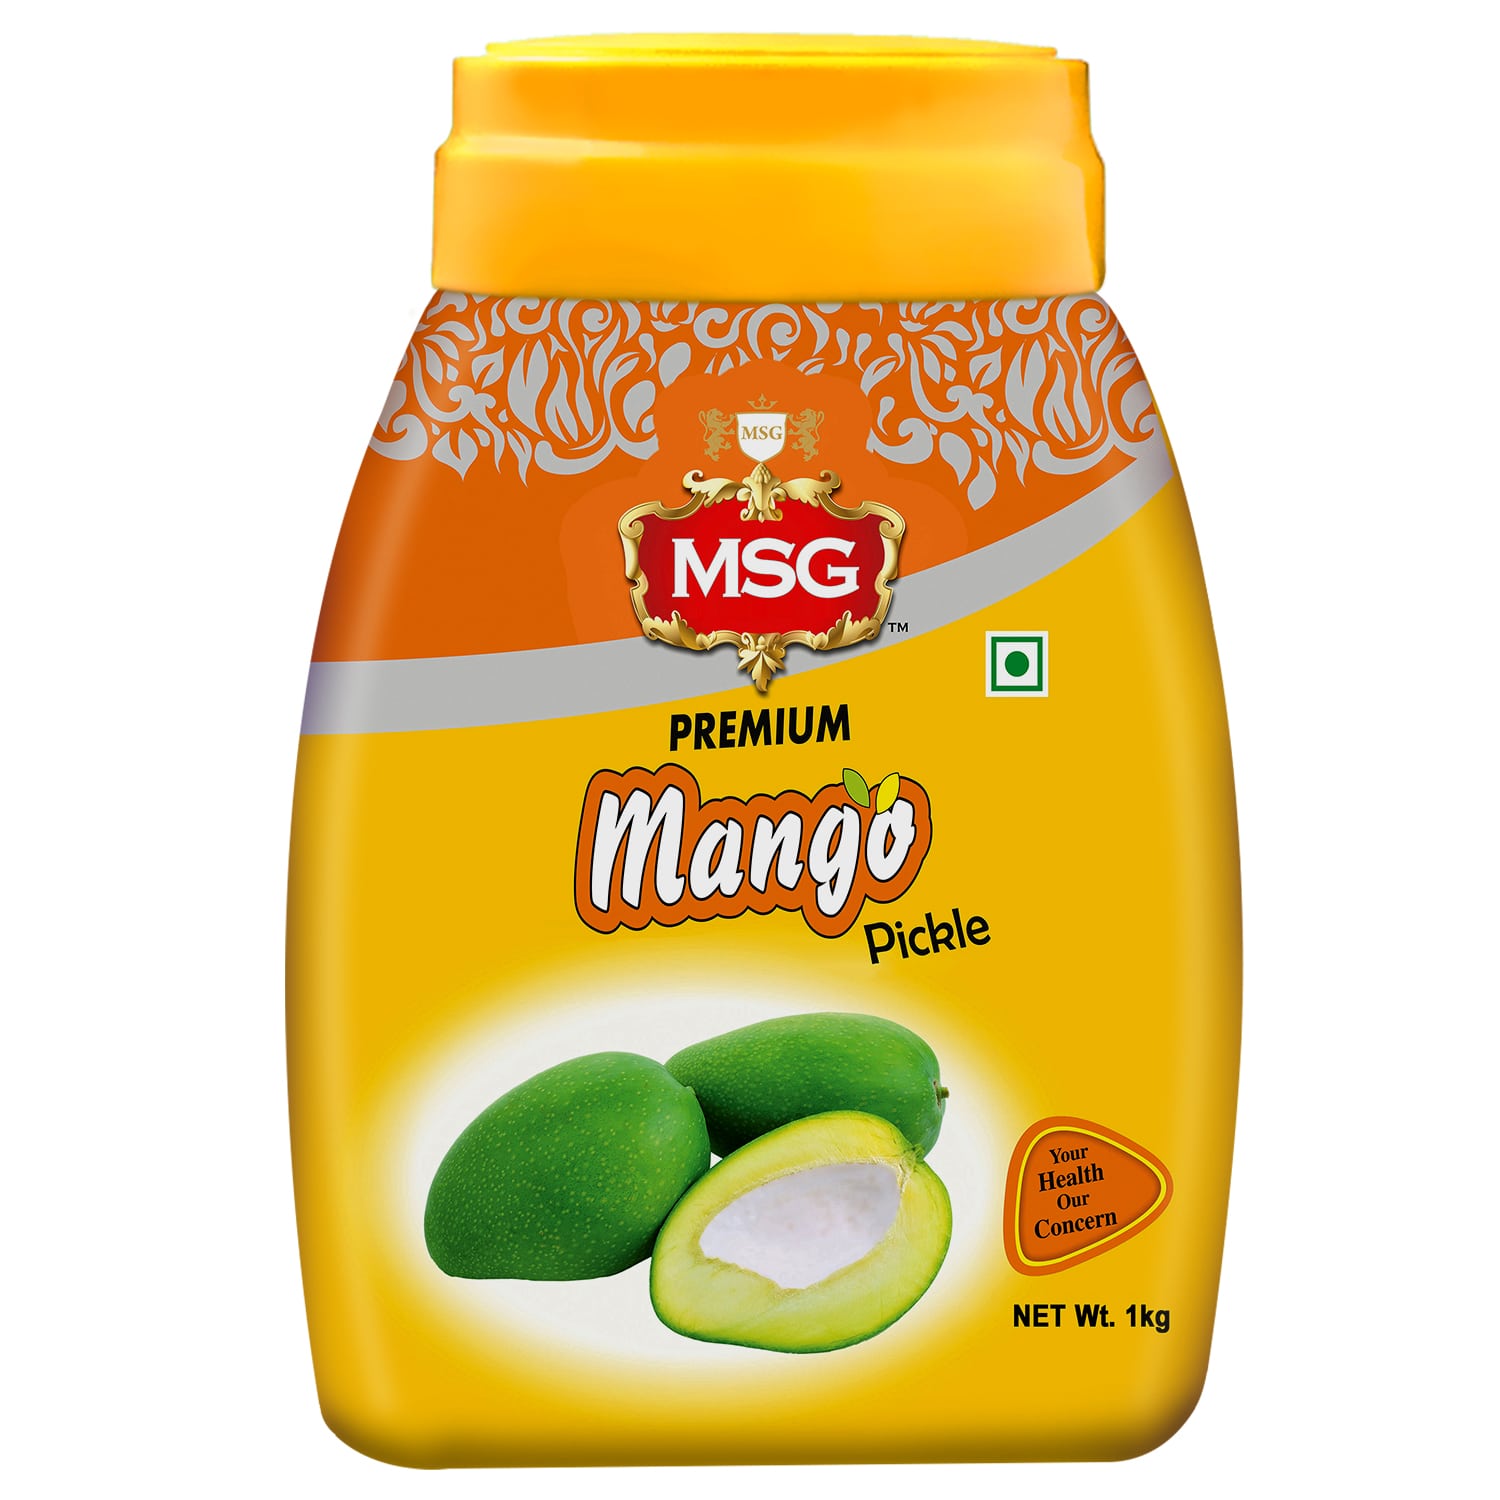 MSG
MSG
TM
PREMIUM
Mango
Pickle
Your
Health
Our
Concern
NET Wt. 1kg